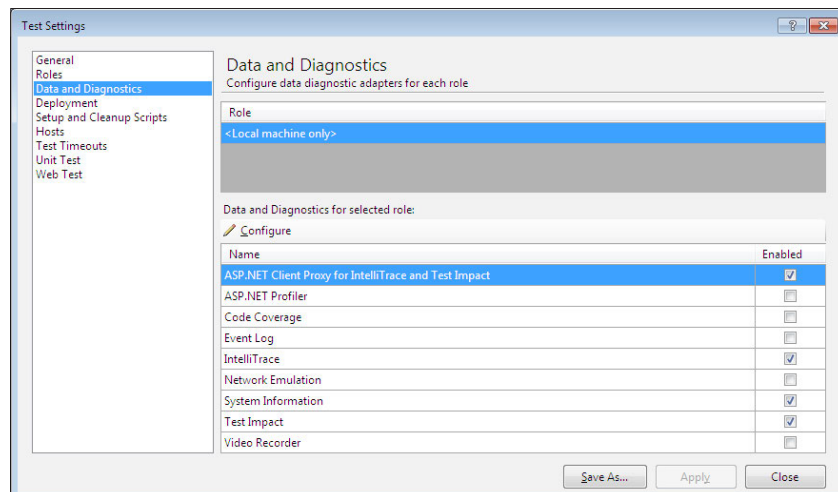 Test Settings
General
Roles
Data and Diagnostics
Deployment
Setup and Cleanup Scripts
Hosts
Test Timeouts
Unit Test
Web Test
Data and Diagnostics
Configure data diagnostic adapters for each role
Role
<Local machine only>
Data and Diagnostics for selected role:
Configure
Name Enabled
ASP.NET Client Proxy for IntelliTrace and Test Impact
ASP.NET Profiler
Code Coverage
Event Log
IntelliTrace
Network Emulation
System Information
Test Impact
Video Recorder
Save As... Apply Close